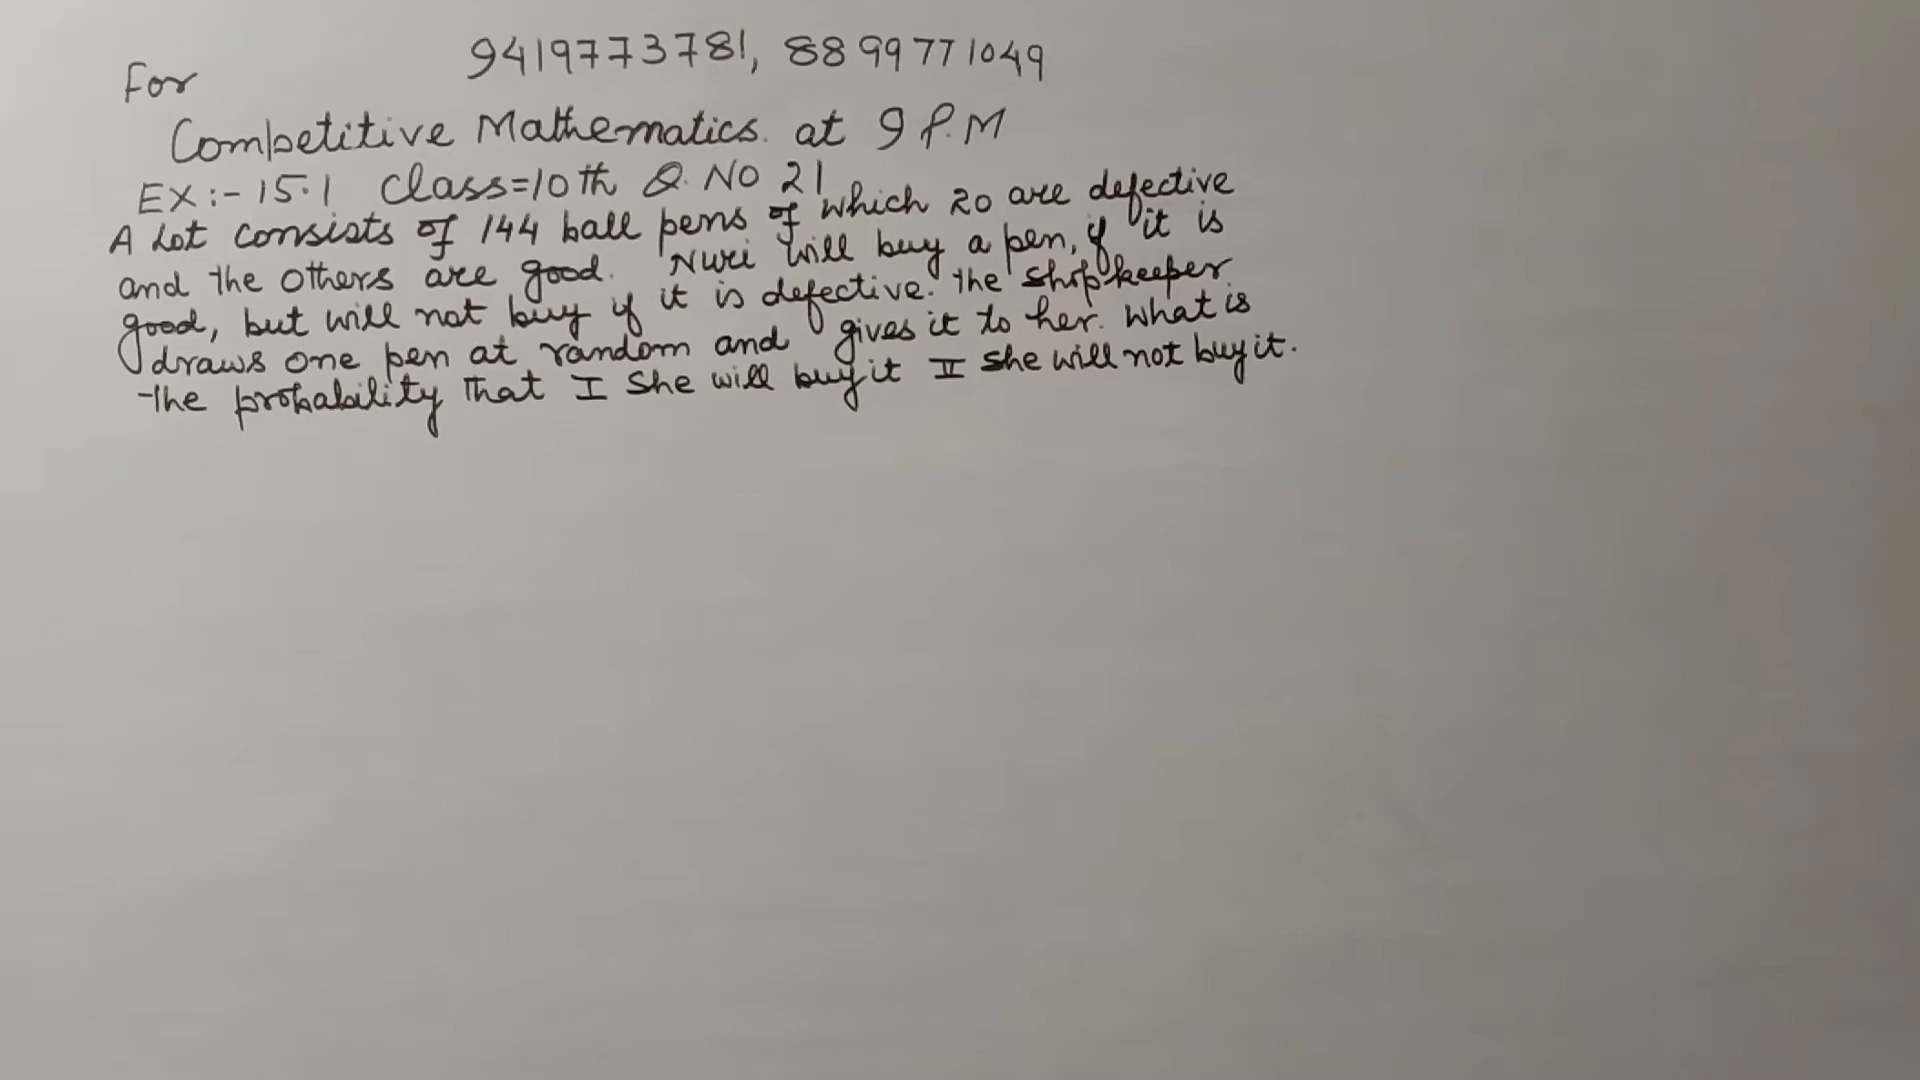 9419773781, 8899771049
For
Competitive Mathematics. at 9 P.M
EX:- 15.1 Class=10th Q. NO 21
A Lot consists of 144 ball pens of which 20 are defective
and the others are good. Nuri will buy a pen, if it is
good, but will not buy if it is defective. The shopkeeper
draws one pen at random and gives it to her. What is
the probability that I She will buy it II She will not buy it.